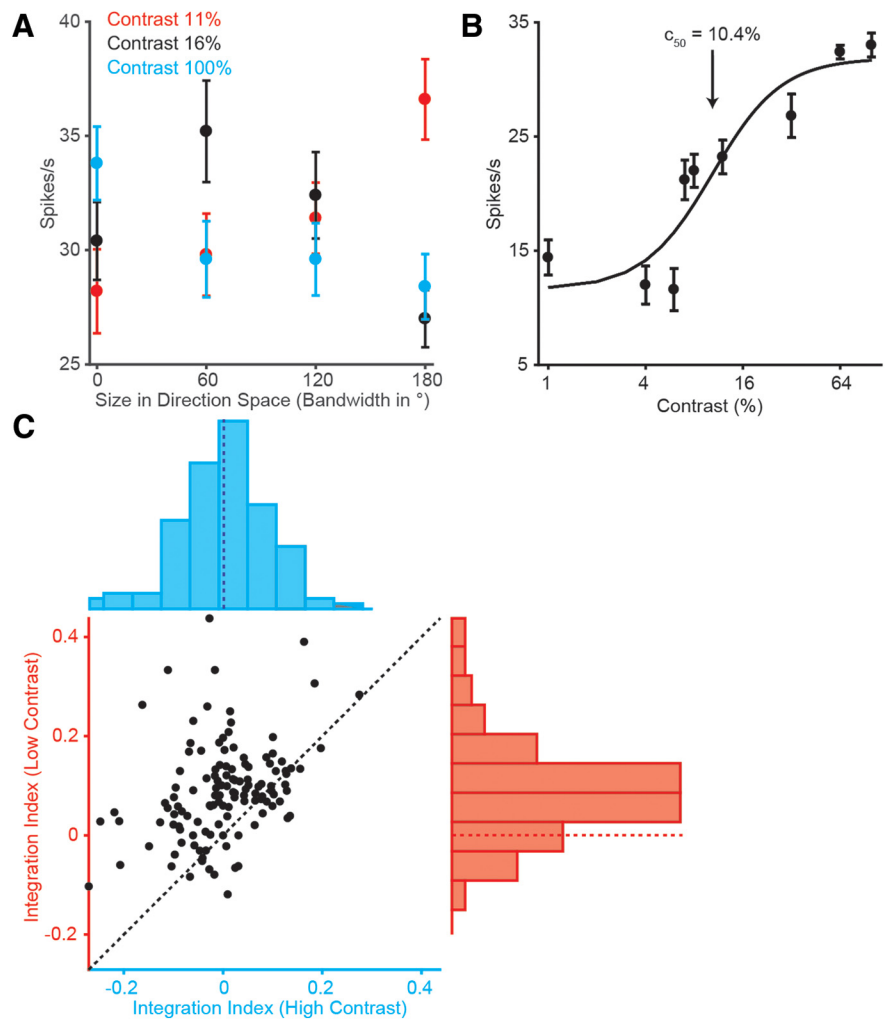 A
Contrast 11%
Contrast 16%
Contrast 100%
40
35
30
25
Spikes/s
0 60 120 180
Size in Direction Space (Bandwidth in °)
B
c50 = 10.4%
35
25
15
5
Spikes/s
1 4 16 64
Contrast (%)
C
0.4
0.2
0
-0.2
Integration Index (Low Contrast)
-0.2 0 0.2 0.4
Integration Index (High Contrast)